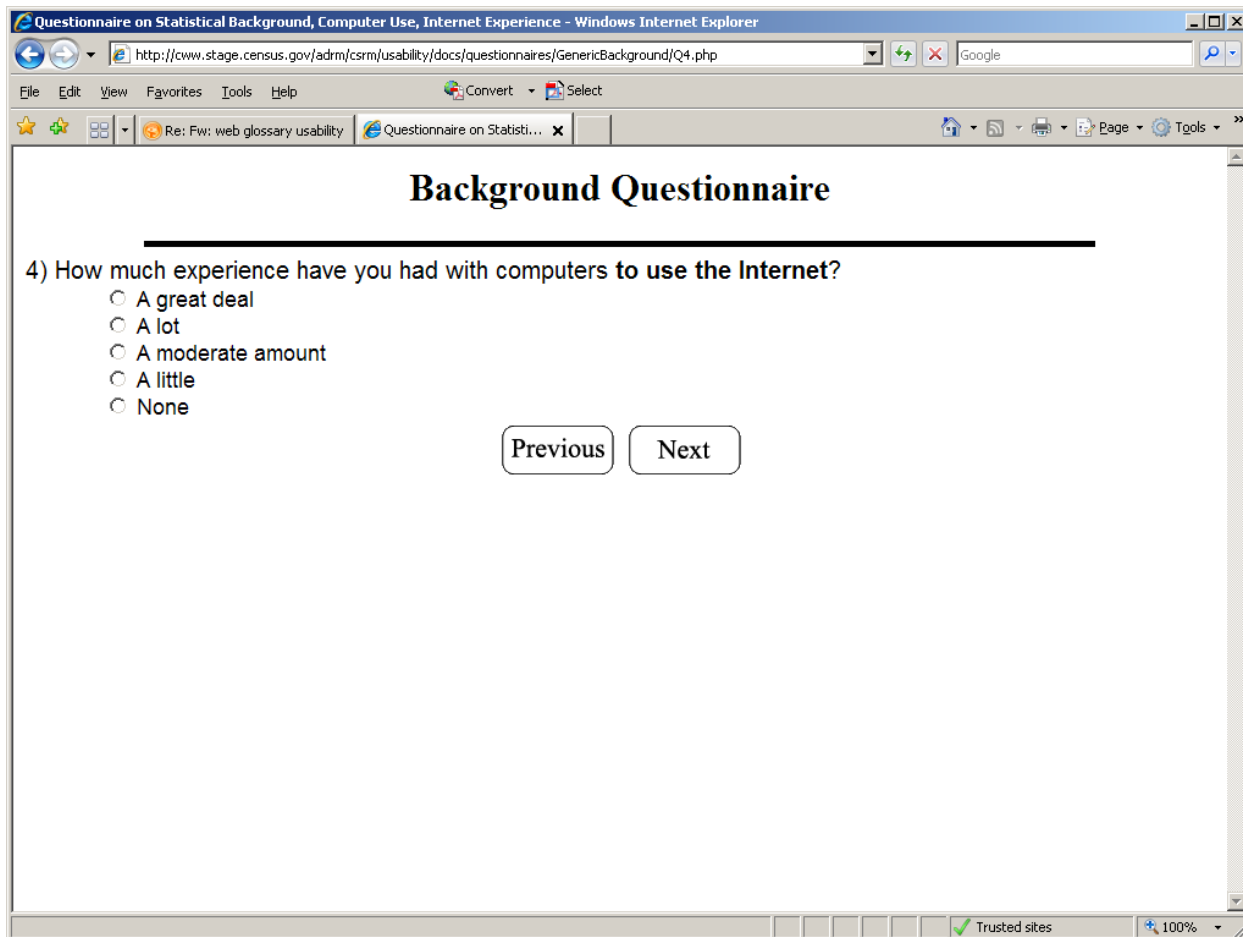 Questionnaire on Statistical Background, Computer Use, Internet Experience - Windows Internet Explorer
http://cww.stage.census.gov/adrm/csrm/usability/docs/questionnaires/GenericBackground/Q4.php
Google
File Edit View Favorites Tools Help
Convert
Select
Re: Fw: web glossary usability
Questionnaire on Statisti...
Page
Tools
Background Questionnaire
4) How much experience have you had with computers to use the Internet?
A great deal
A lot
A moderate amount
A little
None
Previous Next
Trusted sites
100%